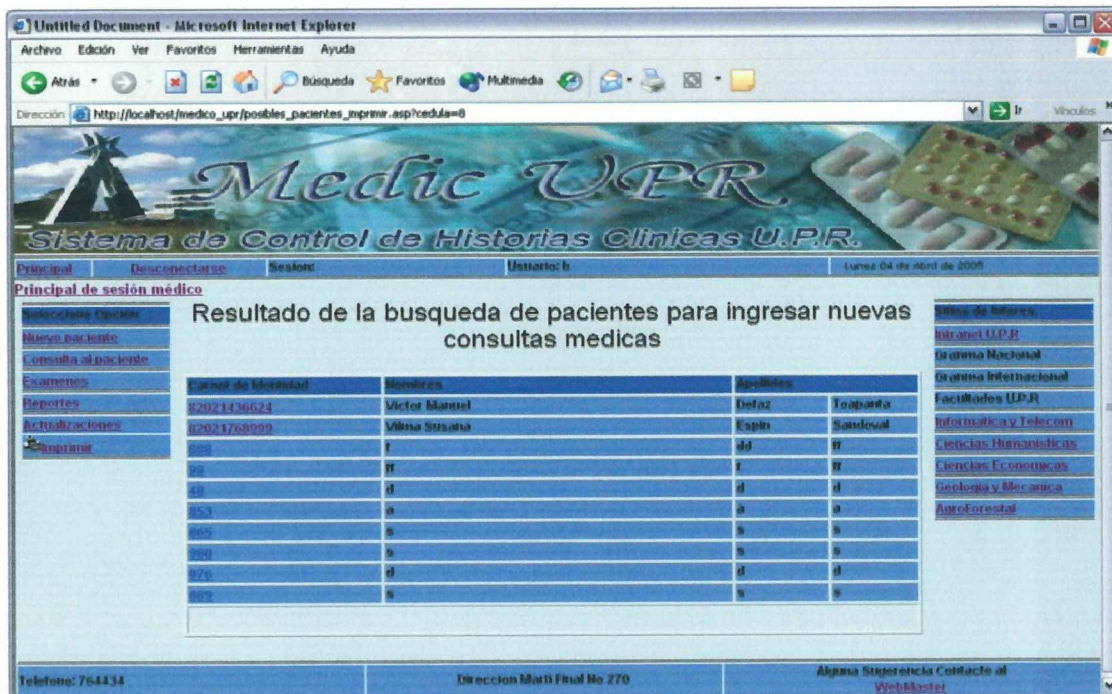 Untitled Document - Microsoft Internet Explorer
Archivo Edición Ver Favoritos Herramientas Ayuda
Atrás Búsqueda Favoritos Multimedia
Dirección http://localhost/medico_upr/posibles_pacientes_imprimir.asp?cedula=8 Ir Vínculos
Medic UPR
Sistema de Control de Historias Clinicas U.P.R.
Principal Desconectarse Sesion: Usuario: h Lunes 04 de Abril de 2005
Principal de sesión médico
Seleccione Opción
Nuevo paciente
Consulta al paciente
Examenes
Reportes
Actualizaciones
Imprimir
Resultado de la busqueda de pacientes para ingresar nuevas
consultas medicas
Carnet de Identidad Nombres Apellidos
82021436624 Victor Manuel Defaz Toapanta
82021768999 Vilma Susana Espin Sandoval
f dd ff
98 ff f ff
48 d d d
853 a a a
865 s s s
980 s s s
976 d d d
989 s s s
Sitios de Interes
Intranet U.P.R
Granma Nacional
Granma Internacional
Facultades U.P.R
Informatica y Telecom
Ciencias Humanisticas
Ciencias Economicas
Geologia y Mecanica
AgroForestal
Telefono: 764434 Direccion Marti Final No 270 Alguna Sugerencia Contacte al
WebMaster